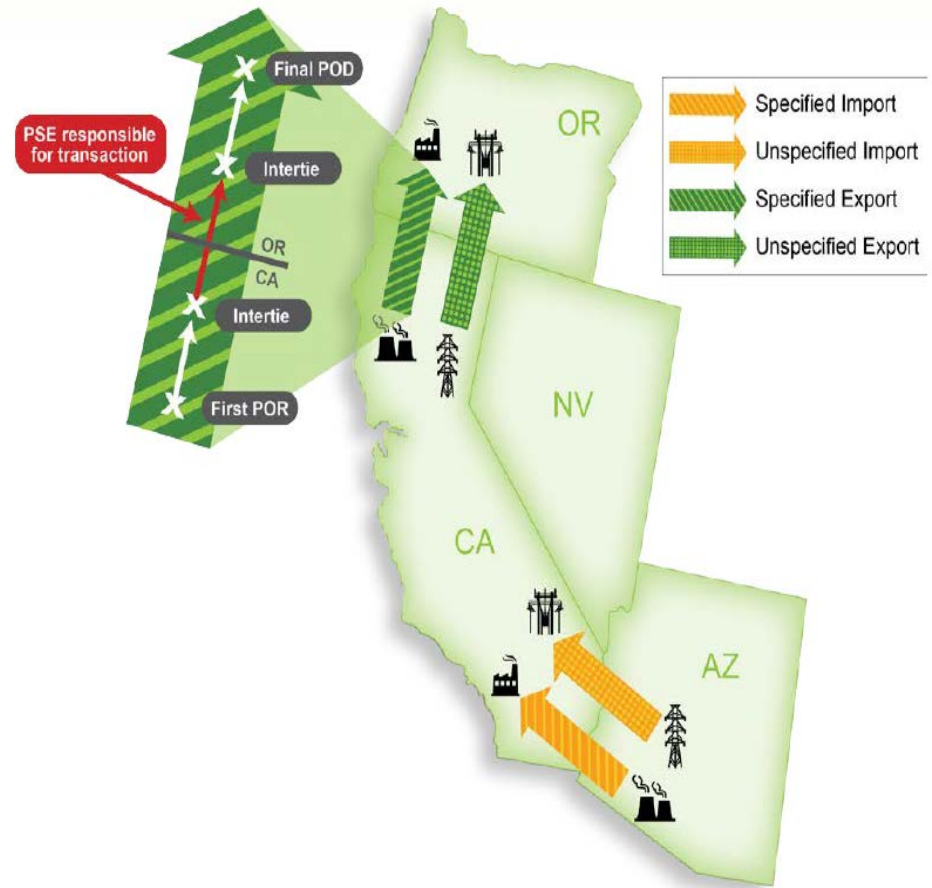 Final POD
PSE responsible
for transaction
Intertie
OR
CA
Intertie
First POR
OR
NV
CA
AZ
Specified Import
Unspecified Import
Specified Export
Unspecified Export